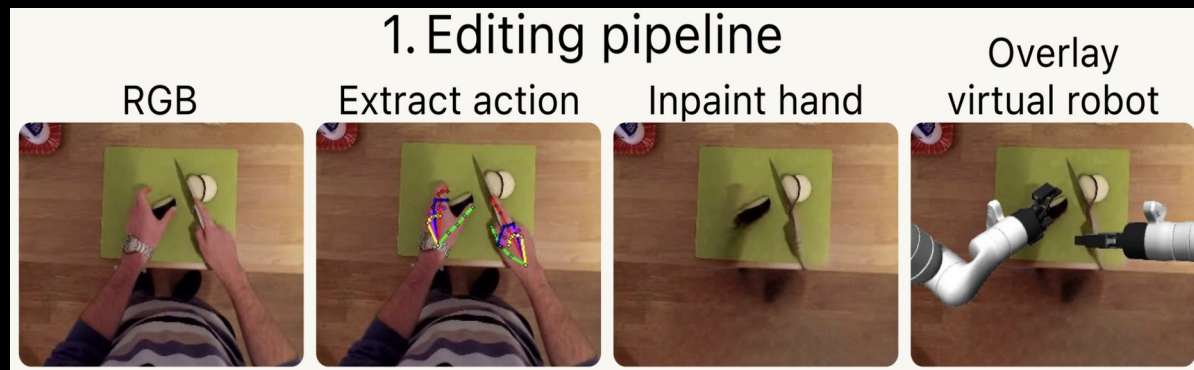 1. Editing pipeline
RGB
Extract action
Inpaint hand
Overlay
virtual robot